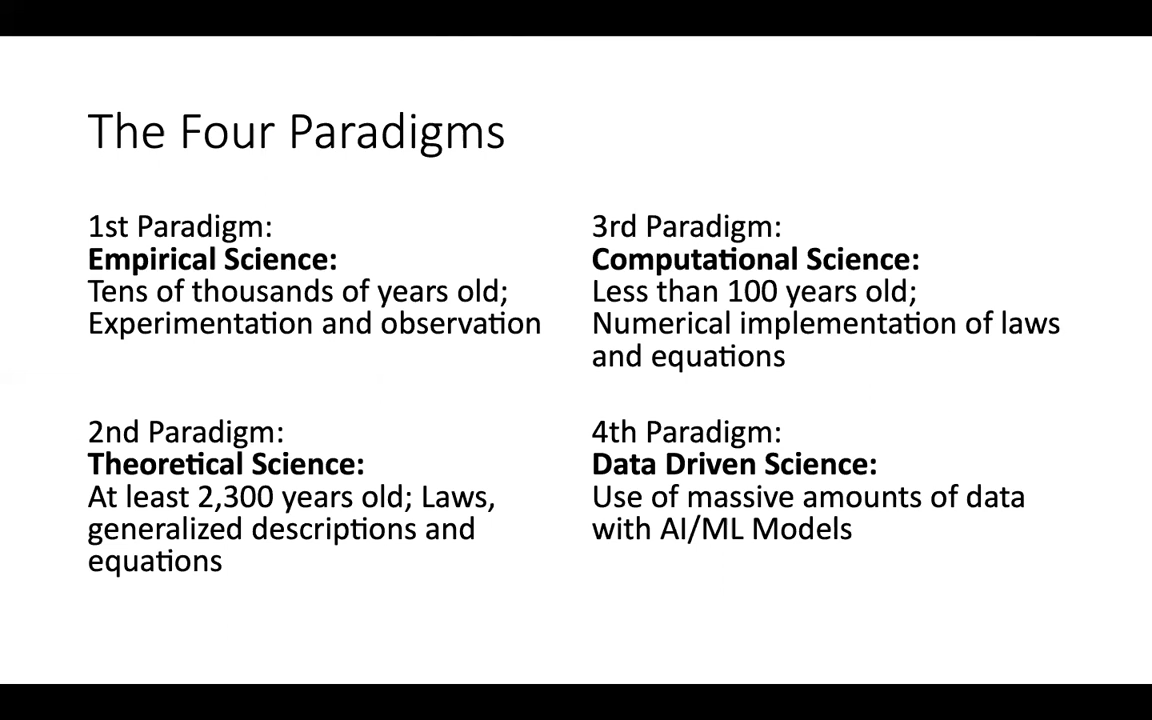 The Four Paradigms
1st Paradigm:
Empirical Science:
Tens of thousands of years old;
Experimentation and observation
2nd Paradigm:
Theoretical Science:
At least 2,300 years old; Laws,
generalized descriptions and
equations
3rd Paradigm:
Computational Science:
Less than 100 years old;
Numerical implementation of laws
and equations
4th Paradigm:
Data Driven Science:
Use of massive amounts of data
with AI/ML Models